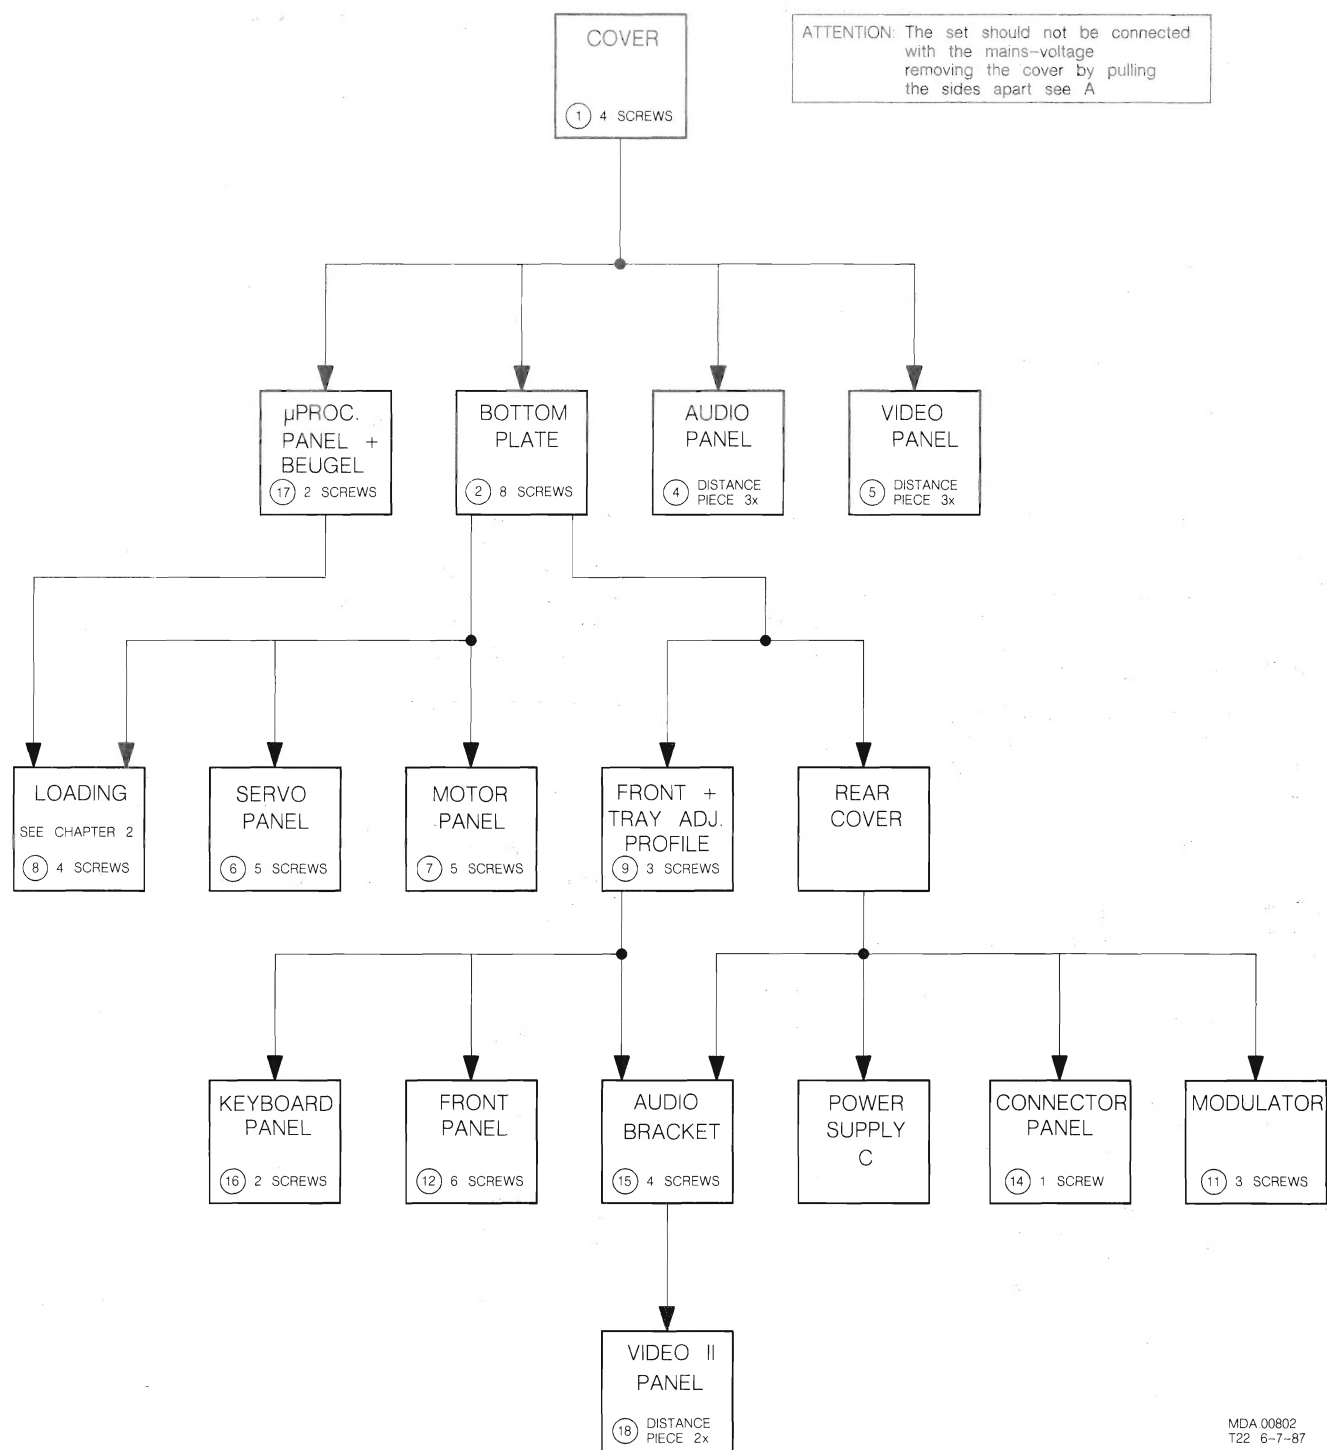 COVER
1 4 SCREWS
ATTENTION: The set should not be connected
with the mains-voltage
removing the cover by pulling
the sides apart see A
µPROC.
PANEL +
BEUGEL
17 2 SCREWS
BOTTOM
PLATE
2 8 SCREWS
AUDIO
PANEL
4 DISTANCE
PIECE 3x
VIDEO
PANEL
5 DISTANCE
PIECE 3x
LOADING
SEE CHAPTER 2
8 4 SCREWS
SERVO
PANEL
6 5 SCREWS
MOTOR
PANEL
7 5 SCREWS
FRONT +
TRAY ADJ.
PROFILE
9 3 SCREWS
REAR
COVER
KEYBOARD
PANEL
16 2 SCREWS
FRONT
PANEL
12 6 SCREWS
AUDIO
BRACKET
15 4 SCREWS
POWER
SUPPLY
C
CONNECTOR
PANEL
14 1 SCREW
MODULATOR
11 3 SCREWS
VIDEO II
PANEL
18 DISTANCE
PIECE 2x
MDA.00802
T22 6-7-87